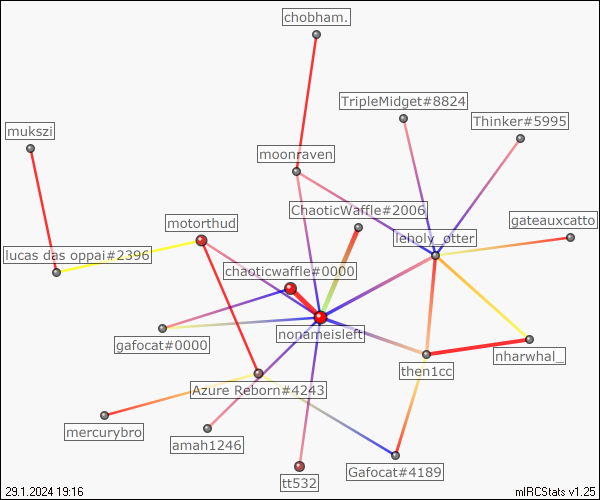 chobham.
TripleMidget#8824
Thinker#5995
mukszi
moonraven
ChaoticWaffle#2006
motorthud
gateauxcatto
leholy_otter
lucas das oppai#2396
chaoticwaffle#0000
nonameisleft
gafocat#0000
nharwhal_
then1cc
Azure Reborn#4243
mercurybro
amah1246
Gafocat#4189
tt532
29.1.2024 19:16
mIRCStats v1.25